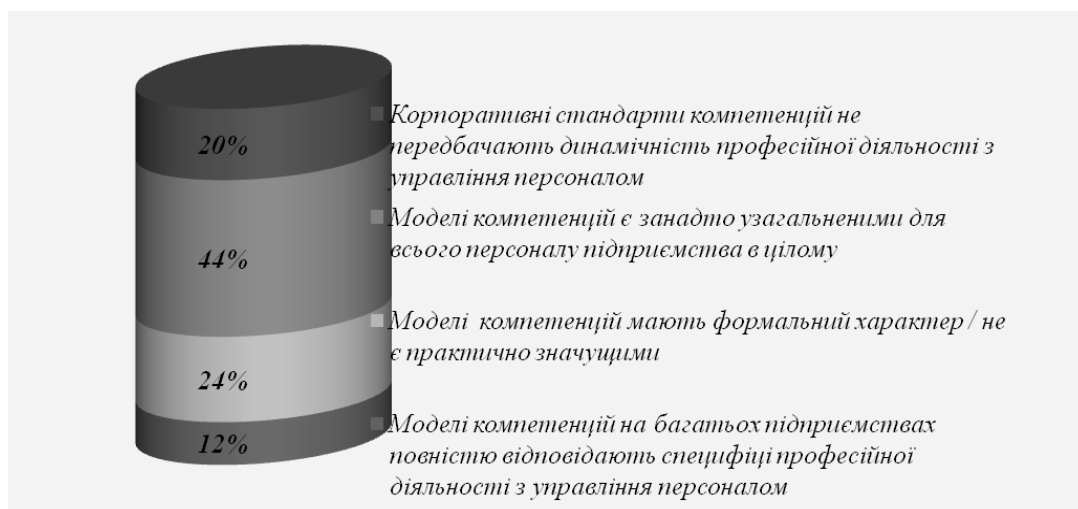 20%
Корпоративні стандарти компетенцій не
передбачають динамічність професійної діяльності з
управління персоналом
44%
Моделі компетенцій є занадто узагальненими для
всього персоналу підприємства в цілому
24%
Моделі компетенцій мають формальний характер / не
є практично значущими
12%
Моделі компетенцій на багатьох підприємствах
повністю відповідають специфіці професійної
діяльності з управління персоналом